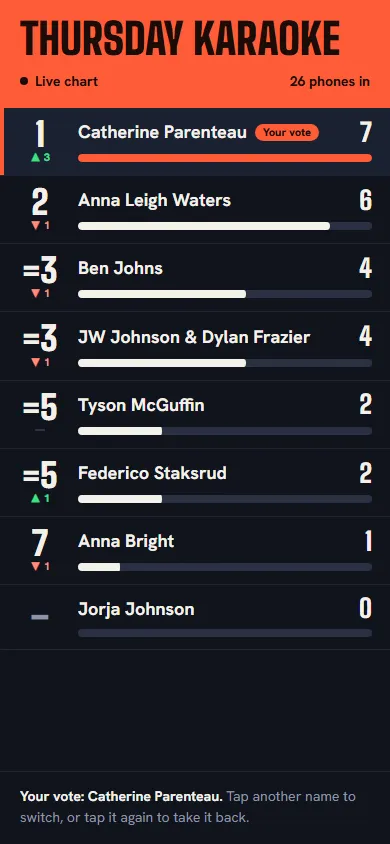 THURSDAY KARAOKE
Live chart
26 phones in
1
Catherine Parenteau
Your vote
7
▲ 3
2
Anna Leigh Waters
6
▼ 1
=3
Ben Johns
4
▼ 1
=3
JW Johnson & Dylan Frazier
4
▼ 1
=5
Tyson McGuffin
2
—
=5
Federico Staksrud
2
▲ 1
7
Anna Bright
1
▼ 1
–
Jorja Johnson
0
Your vote: Catherine Parenteau. Tap another name to
switch, or tap it again to take it back.